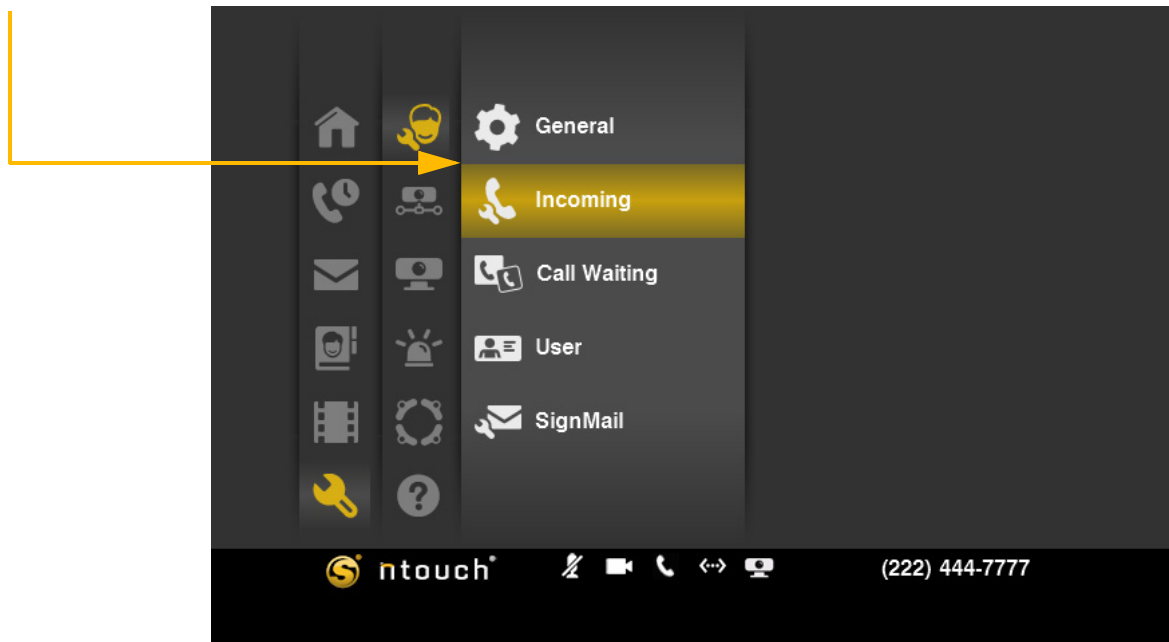 General
Incoming
Call Waiting
User
SignMail
ntouch®
(222) 444-7777